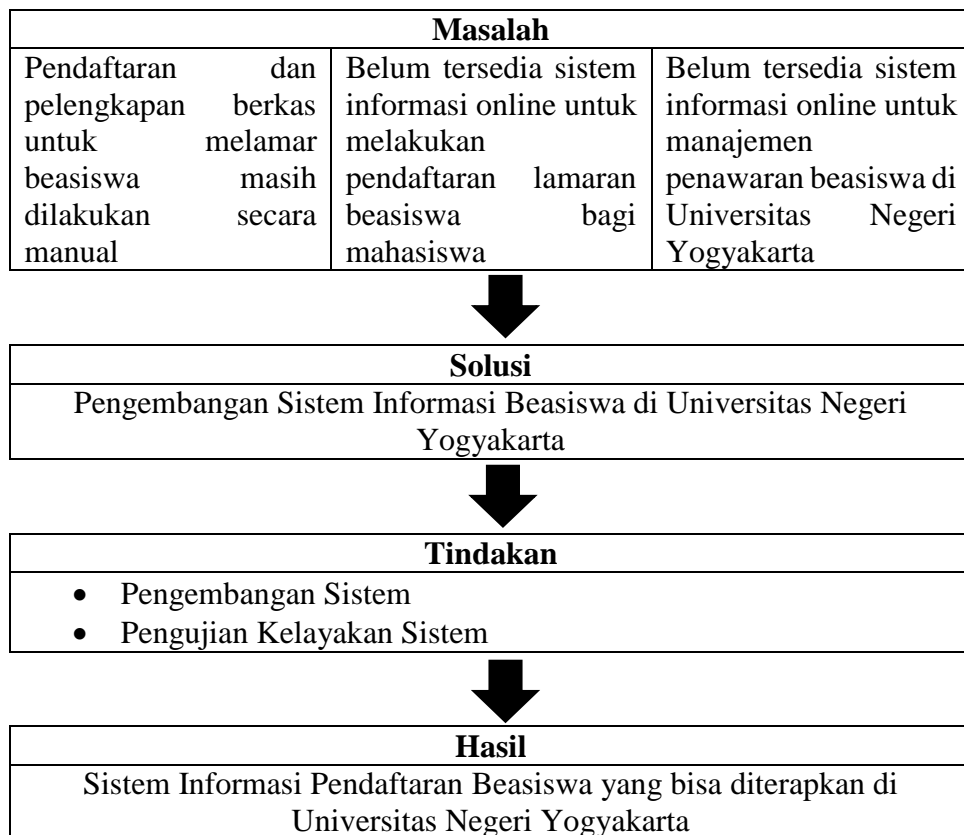 Masalah
Pendaftaran dan
pelengkapan berkas
untuk melamar
beasiswa masih
dilakukan secara
manual
Belum tersedia sistem
informasi online untuk
melakukan
pendaftaran lamaran
beasiswa bagi
mahasiswa
Belum tersedia sistem
informasi online untuk
manajemen
penawaran beasiswa di
Universitas Negeri
Yogyakarta
Solusi
Pengembangan Sistem Informasi Beasiswa di Universitas Negeri
Yogyakarta
Tindakan
• Pengembangan Sistem
• Pengujian Kelayakan Sistem
Hasil
Sistem Informasi Pendaftaran Beasiswa yang bisa diterapkan di
Universitas Negeri Yogyakarta